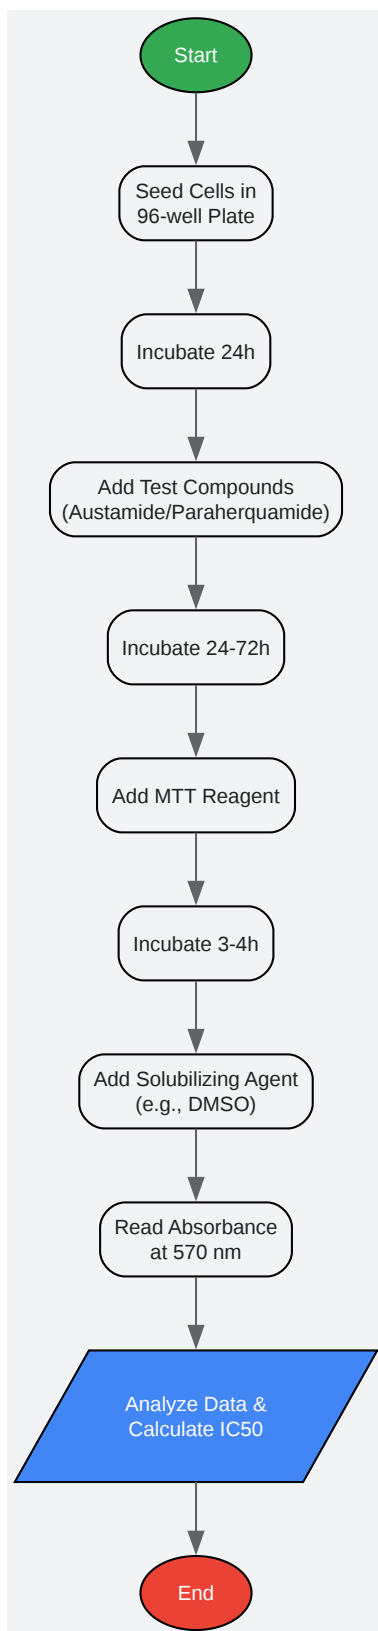 Start
Seed Cells in
96-well Plate
Incubate 24h
Add Test Compounds
(Austamide/Paraherquamide)
Incubate 24-72h
Add MTT Reagent
Incubate 3-4h
Add Solubilizing Agent
(e.g., DMSO)
Read Absorbance
at 570 nm
Analyze Data &
Calculate IC50
End